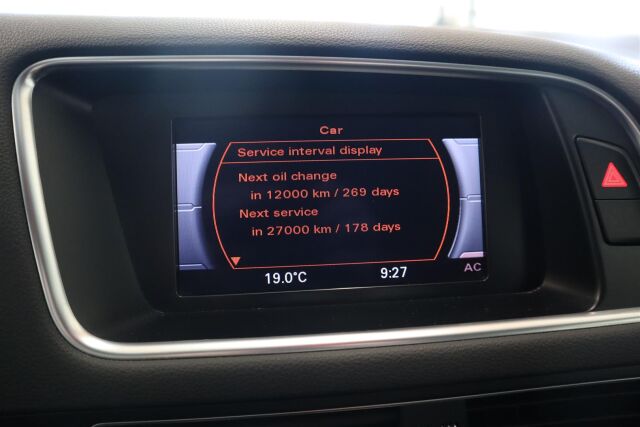 Car
Service interval display
Next oil change
in 12000 km / 269 days
Next service
in 27000 km / 178 days
19.0°C
9:27
AC